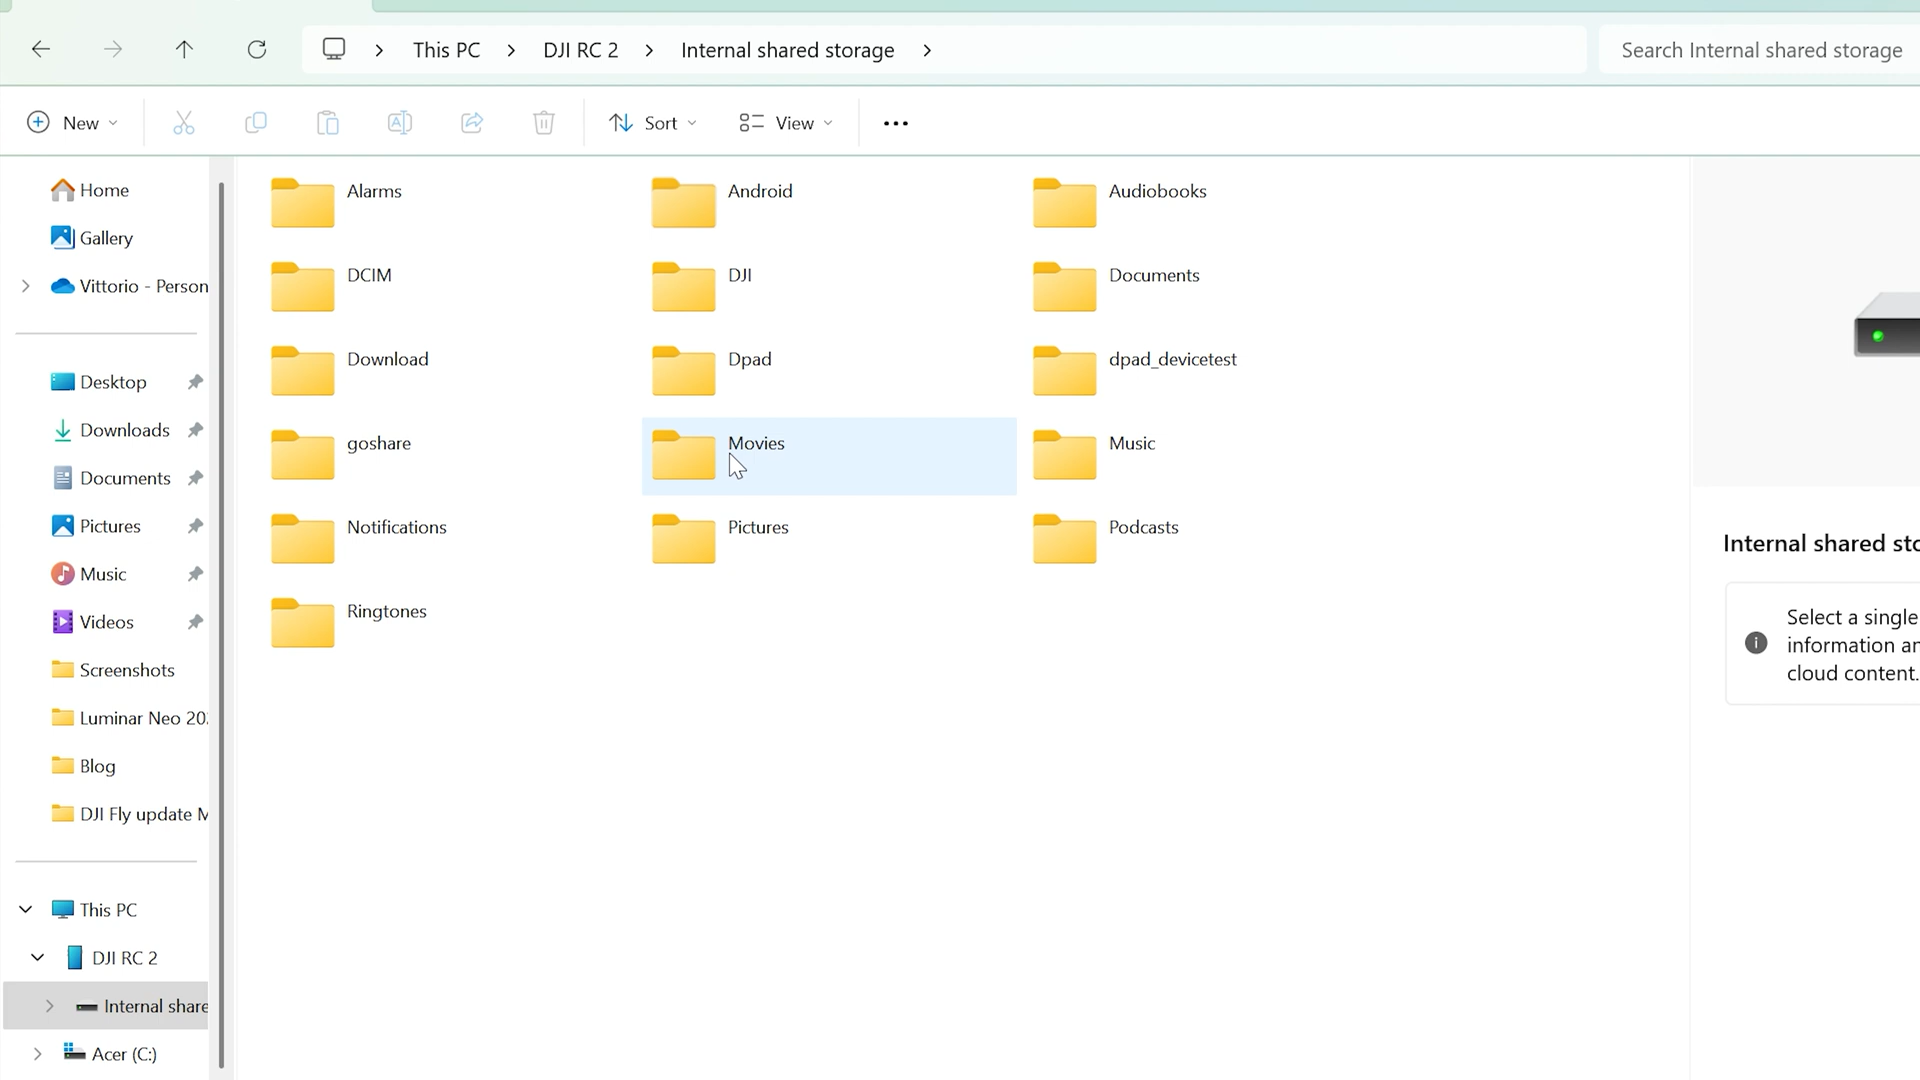 This PC
DJI RC 2
Internal shared storage
Search Internal shared storage
New
Sort
View
Home
Gallery
Vittorio - Person
Desktop
Downloads
Documents
Pictures
Music
Videos
Screenshots
Luminar Neo 20
Blog
DJI Fly update M
This PC
DJI RC 2
Internal share
Acer (C:)
Alarms
Android
Audiobooks
DCIM
DJI
Documents
Download
Dpad
dpad_devicetest
goshare
Movies
Music
Notifications
Pictures
Podcasts
Ringtones
Internal shared sto
Select a single
information an
cloud content.